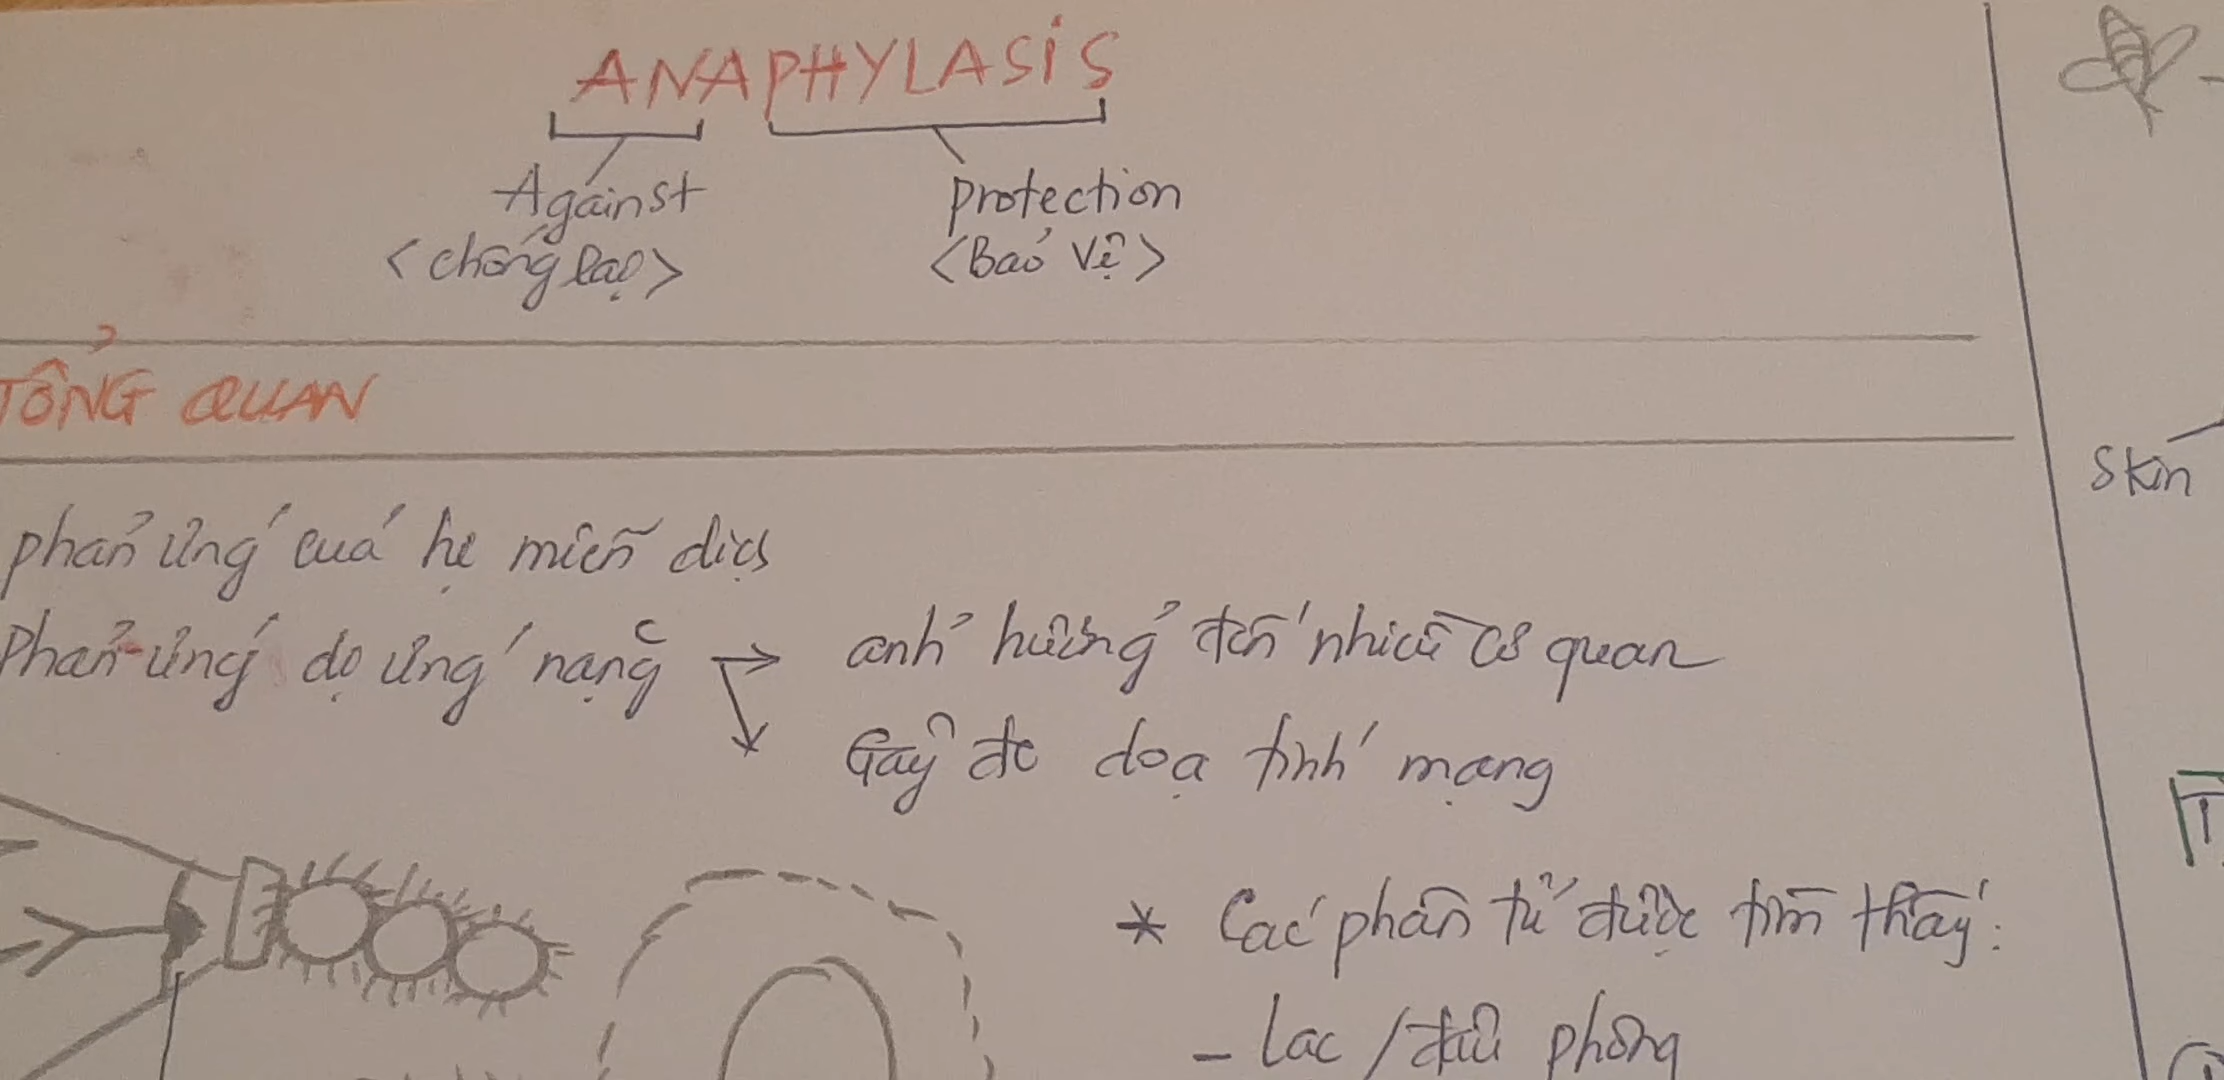 ANAPHYLASIS
Against
protection
<chống lại>
<Bảo vệ>
TỔNG QUAN
Skin
phản ứng quá hệ miễn dịch
Phản ứng dị ứng nặng → ảnh hưởng đến nhiều cơ quan
Gây đe doạ tính mạng
* Các phân tử được tìm thấy:
- Lạc / đậu phộng